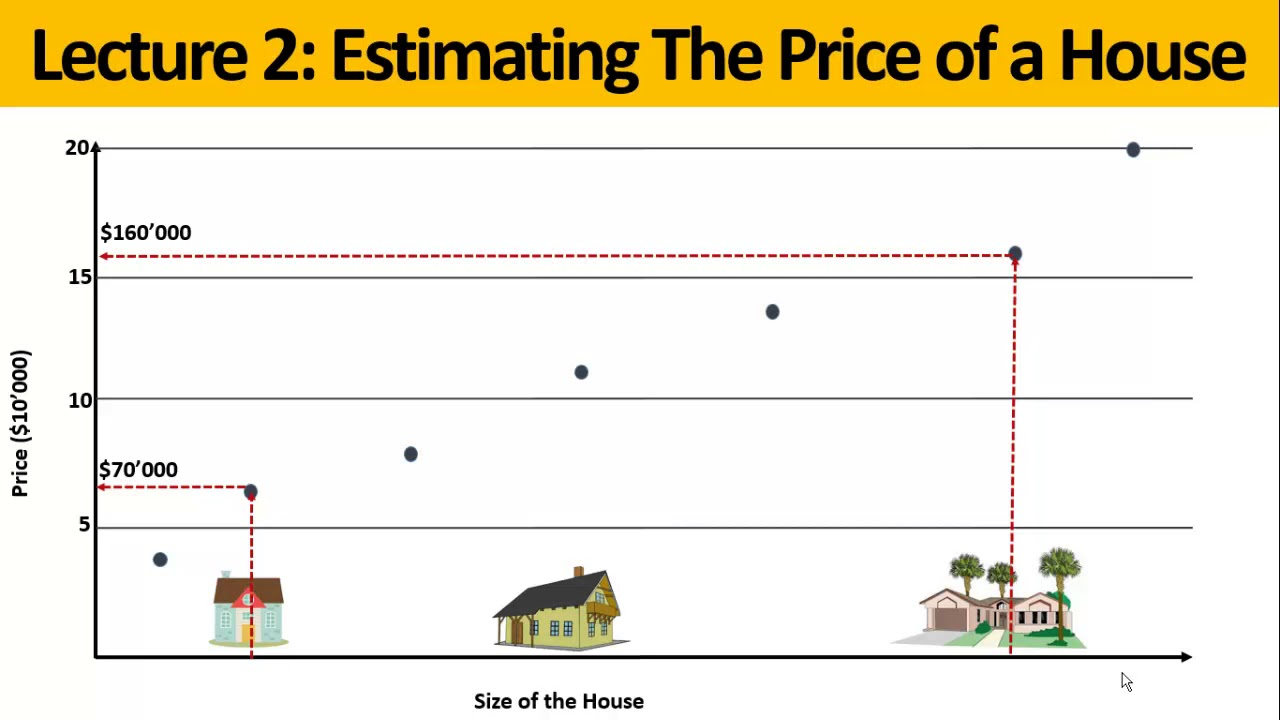 Lecture 2: Estimating The Price of a House
20
$160’000
15
10
$70’000
5
Price ($10’000)
Size of the House